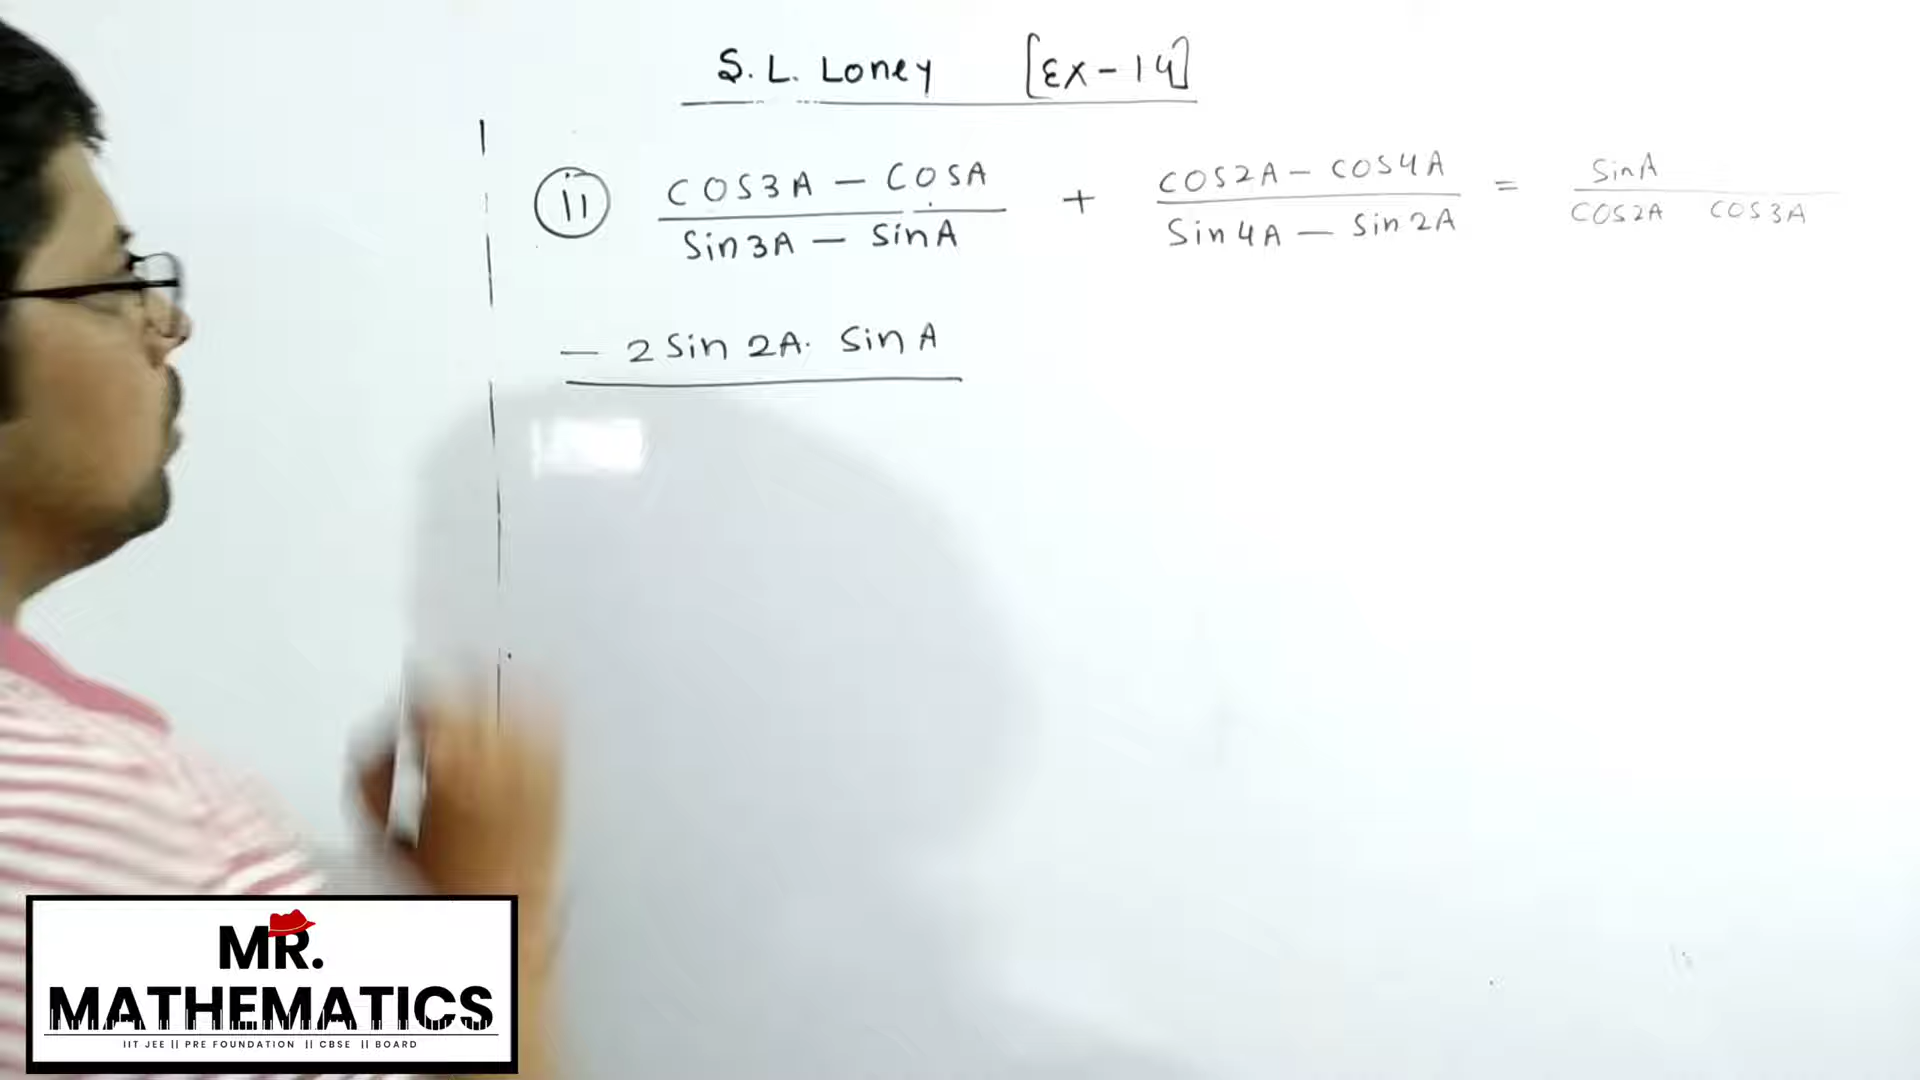 S. L. Loney [Ex-14]
11 COS3A - COSA / Sin3A - SinA + COS2A - COS4A / Sin4A - Sin2A = SinA / COS2A COS3A
- 2 Sin 2A. Sin A
MR.
MATHEMATICS
IIT JEE || PRE FOUNDATION || CBSE || BOARD